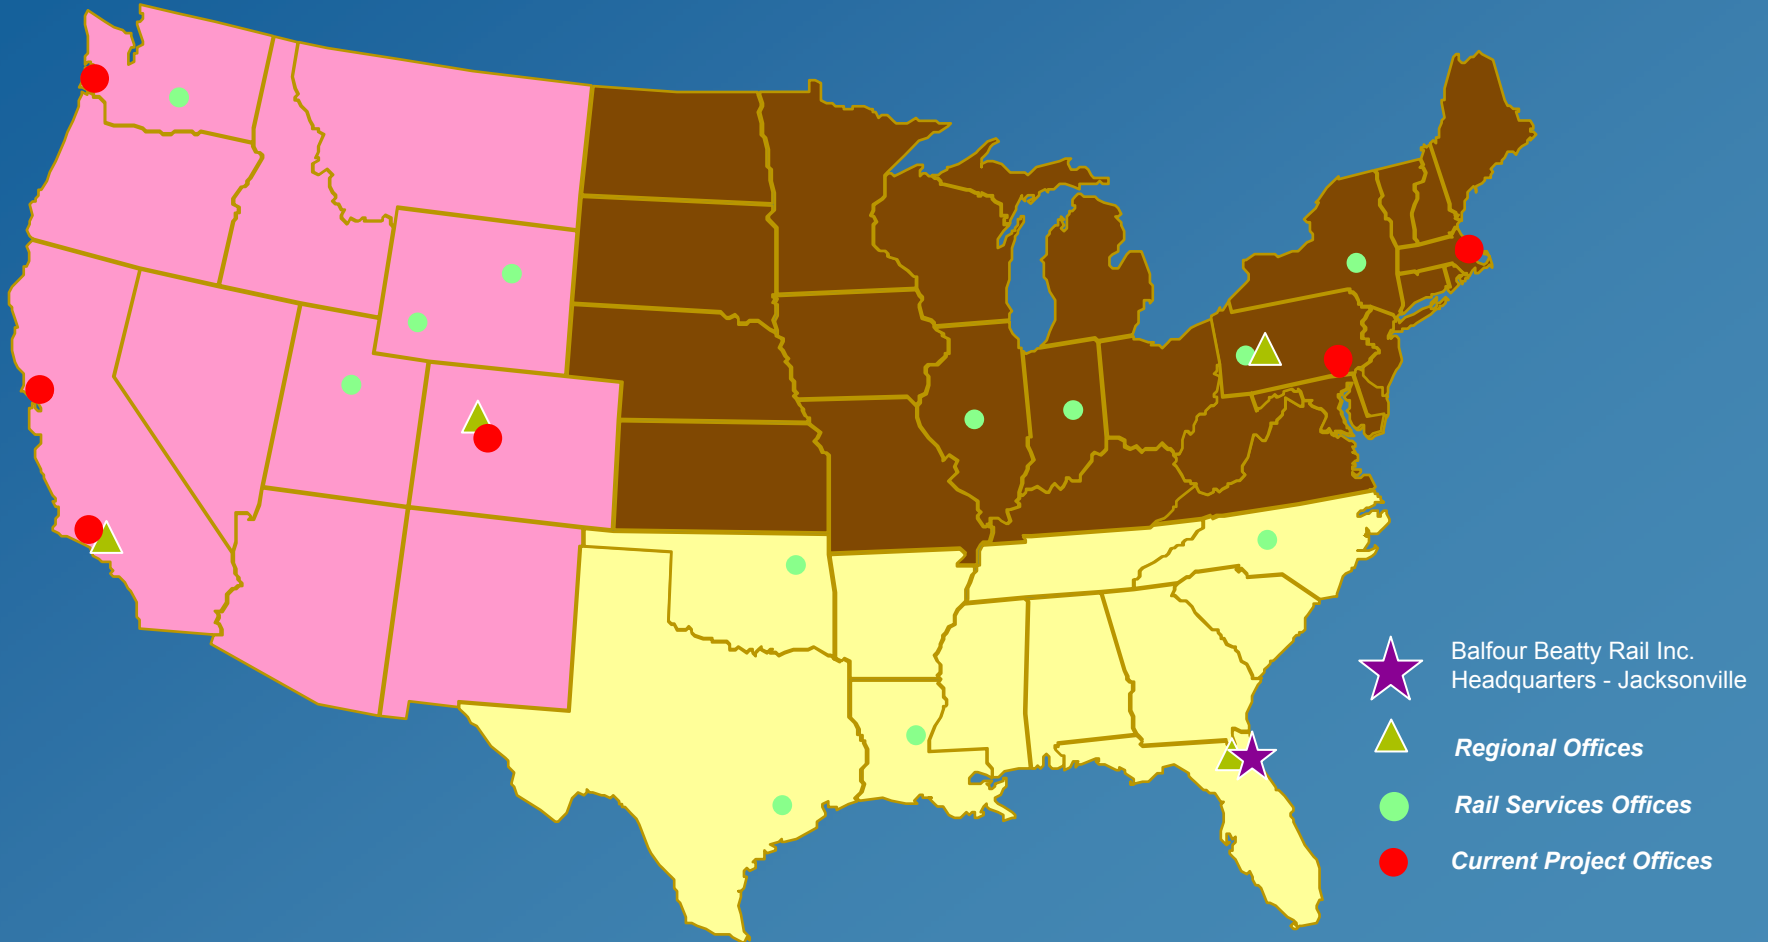 Balfour Beatty Rail Inc.
Headquarters - Jacksonville
Regional Offices
Rail Services Offices
Current Project Offices